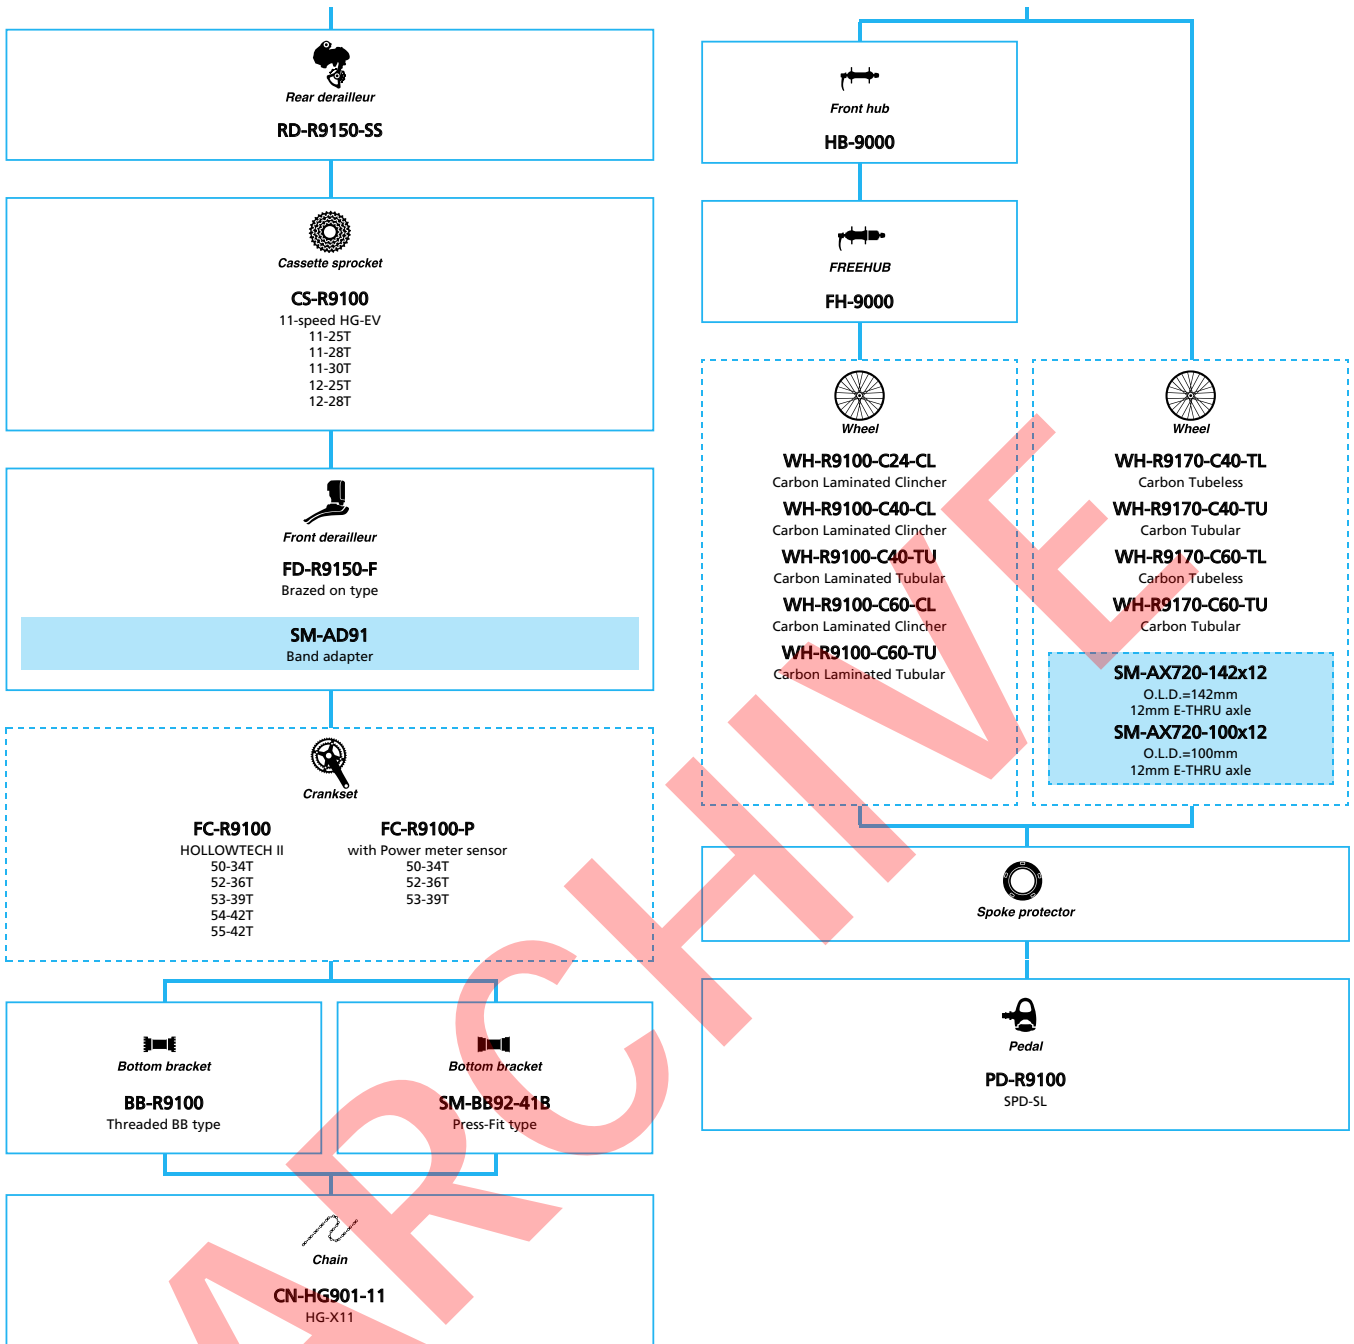 Rear derailleur
RD-R9150-SS
Cassette sprocket
CS-R9100
11-speed HG-EV
11-25T
11-28T
11-30T
12-25T
12-28T
Front derailleur
FD-R9150-F
Brazed on type
SM-AD91
Band adapter
Crankset
FC-R9100
HOLLOWTECH II
50-34T
52-36T
53-39T
54-42T
55-42T
FC-R9100-P
with Power meter sensor
50-34T
52-36T
53-39T
Bottom bracket
BB-R9100
Threaded BB type
Bottom bracket
SM-BB92-41B
Press-Fit type
Chain
CN-HG901-11
HG-X11
Front hub
HB-9000
FREEHUB
FH-9000
Wheel
WH-R9100-C24-CL
Carbon Laminated Clincher
WH-R9100-C40-CL
Carbon Laminated Clincher
WH-R9100-C40-TU
Carbon Laminated Tubular
WH-R9100-C60-CL
Carbon Laminated Clincher
WH-R9100-C60-TU
Carbon Laminated Tubular
Wheel
WH-R9170-C40-TL
Carbon Tubeless
WH-R9170-C40-TU
Carbon Tubular
WH-R9170-C60-TL
Carbon Tubeless
WH-R9170-C60-TU
Carbon Tubular
SM-AX720-142x12
O.L.D.=142mm
12mm E-THRU axle
SM-AX720-100x12
O.L.D.=100mm
12mm E-THRU axle
Spoke protector
Pedal
PD-R9100
SPD-SL
ARCHIVE